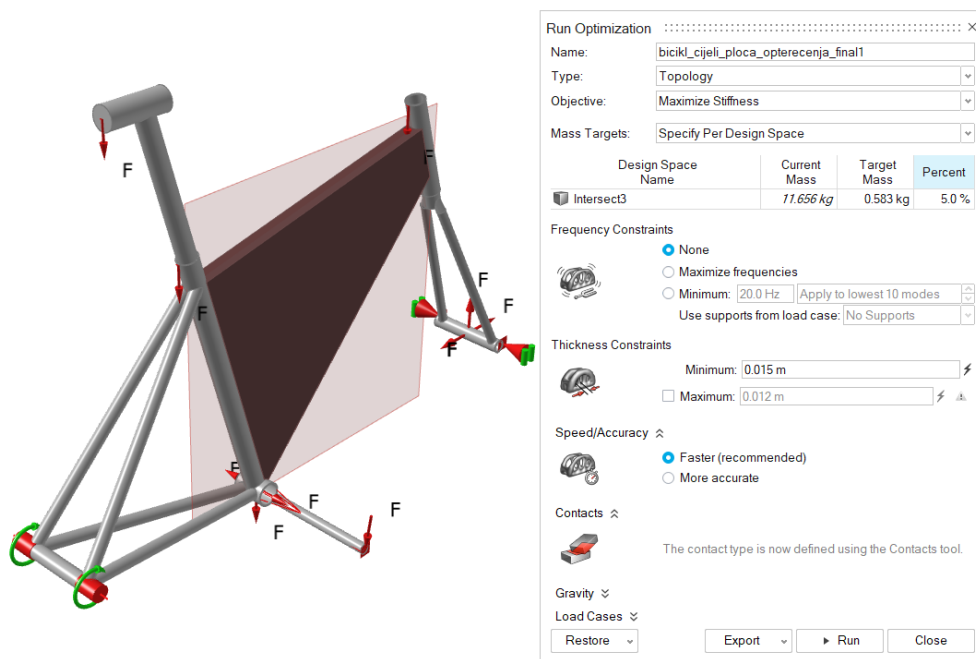 F
F
F
F
F
F
F
F
F
F
F
Run Optimization
Name: bicikl_cijeli_ploca_opterecenja_final1
Type: Topology
Objective: Maximize Stiffness
Mass Targets: Specify Per Design Space
Design Space Name Current Mass Target Mass Percent
Intersect3 11.656 kg 0.583 kg 5.0 %
Frequency Constraints
None
Maximize frequencies
Minimum: 20.0 Hz Apply to lowest 10 modes
Use supports from load case: No Supports
Thickness Constraints
Minimum: 0.015 m
Maximum: 0.012 m
Speed/Accuracy
Faster (recommended)
More accurate
Contacts
The contact type is now defined using the Contacts tool.
Gravity
Load Cases
Restore Export Run Close